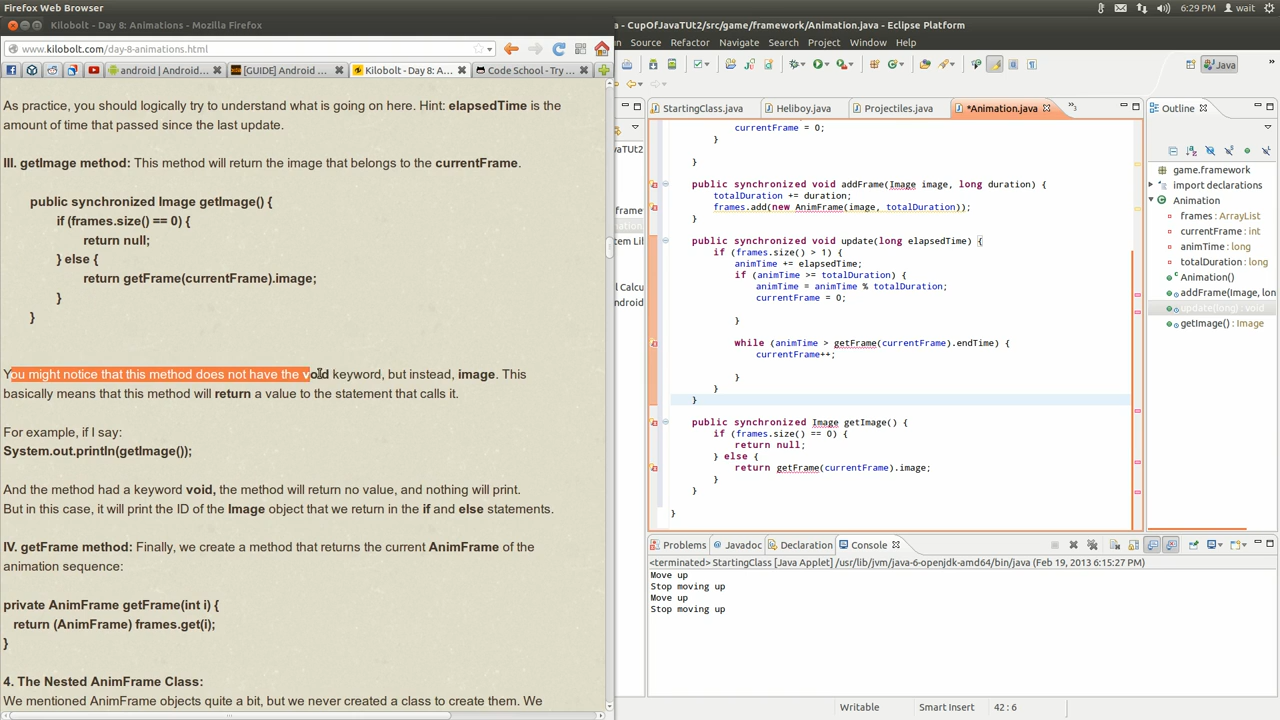 Firefox Web Browser
6:29 PM wait
Kilobolt - Day 8: Animations - Mozilla Firefox
www.kilobolt.com/day-8-animations.html
android | Android...
[GUIDE] Android ...
Kilobolt - Day 8: A...
Code School - Try ...
As practice, you should logically try to understand what is going on here. Hint: elapsedTime is the
amount of time that passed since the last update.
III. getImage method: This method will return the image that belongs to the currentFrame.
public synchronized Image getImage() {
if (frames.size() == 0) {
return null;
} else {
return getFrame(currentFrame).image;
}
}
You might notice that this method does not have the void keyword, but instead, image. This
basically means that this method will return a value to the statement that calls it.
For example, if I say:
System.out.println(getImage());
And the method had a keyword void, the method will return no value, and nothing will print.
But in this case, it will print the ID of the Image object that we return in the if and else statements.
IV. getFrame method: Finally, we create a method that returns the current AnimFrame of the
animation sequence:
private AnimFrame getFrame(int i) {
return (AnimFrame) frames.get(i);
}
4. The Nested AnimFrame Class:
We mentioned AnimFrame objects quite a bit, but we never created a class to create them. We
- CupOfJavaTUt2/src/game/framework/Animation.java - Eclipse Platform
Source Refactor Navigate Search Project Window Help
Java
StartingClass.java
Heliboy.java
Projectiles.java
*Animation.java
3
currentFrame = 0;
}
}
public synchronized void addFrame(Image image, long duration) {
totalDuration += duration;
frames.add(new AnimFrame(image, totalDuration));
}
public synchronized void update(long elapsedTime) {
if (frames.size() > 1) {
animTime += elapsedTime;
if (animTime >= totalDuration) {
animTime = animTime % totalDuration;
currentFrame = 0;
}
while (animTime > getFrame(currentFrame).endTime) {
currentFrame++;
}
}
}
public synchronized Image getImage() {
if (frames.size() == 0) {
return null;
} else {
return getFrame(currentFrame).image;
}
}
}
Outline
game.framework
import declarations
Animation
frames : ArrayList
currentFrame : int
animTime : long
totalDuration : long
Animation()
addFrame(Image, lon
update(long) : void
getImage() : Image
Problems Javadoc Declaration Console
<terminated> StartingClass [Java Applet] /usr/lib/jvm/java-6-openjdk-amd64/bin/java (Feb 19, 2013 6:15:27 PM)
Move up
Stop moving up
Move up
Stop moving up
Writable Smart Insert 42 : 6